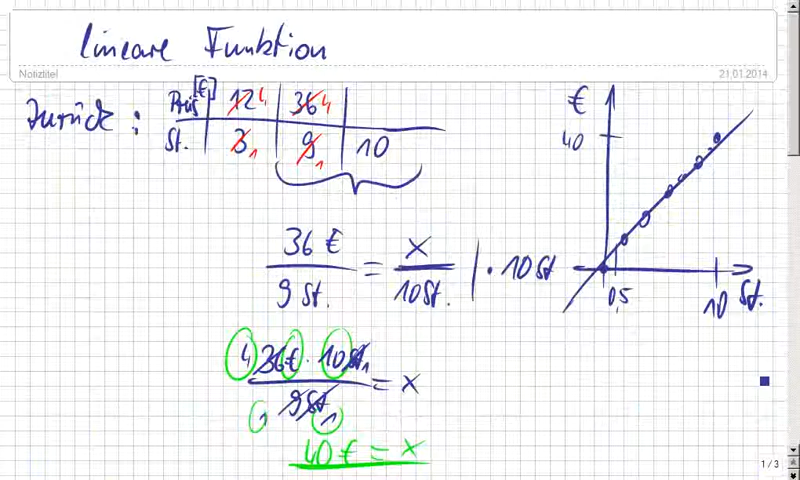 lineare Funktion
Notiztitel
21.01.2014
Zurück:
Preis [€] 12 4 36 4
St. 3 1 9 1 10
36 € / 9 St. = x / 10 St. | · 10 St
4 36 € · 10 St 1 / 9 St 1 = x
1
40 € = x
€
40
0,5
10 St.
1 / 3